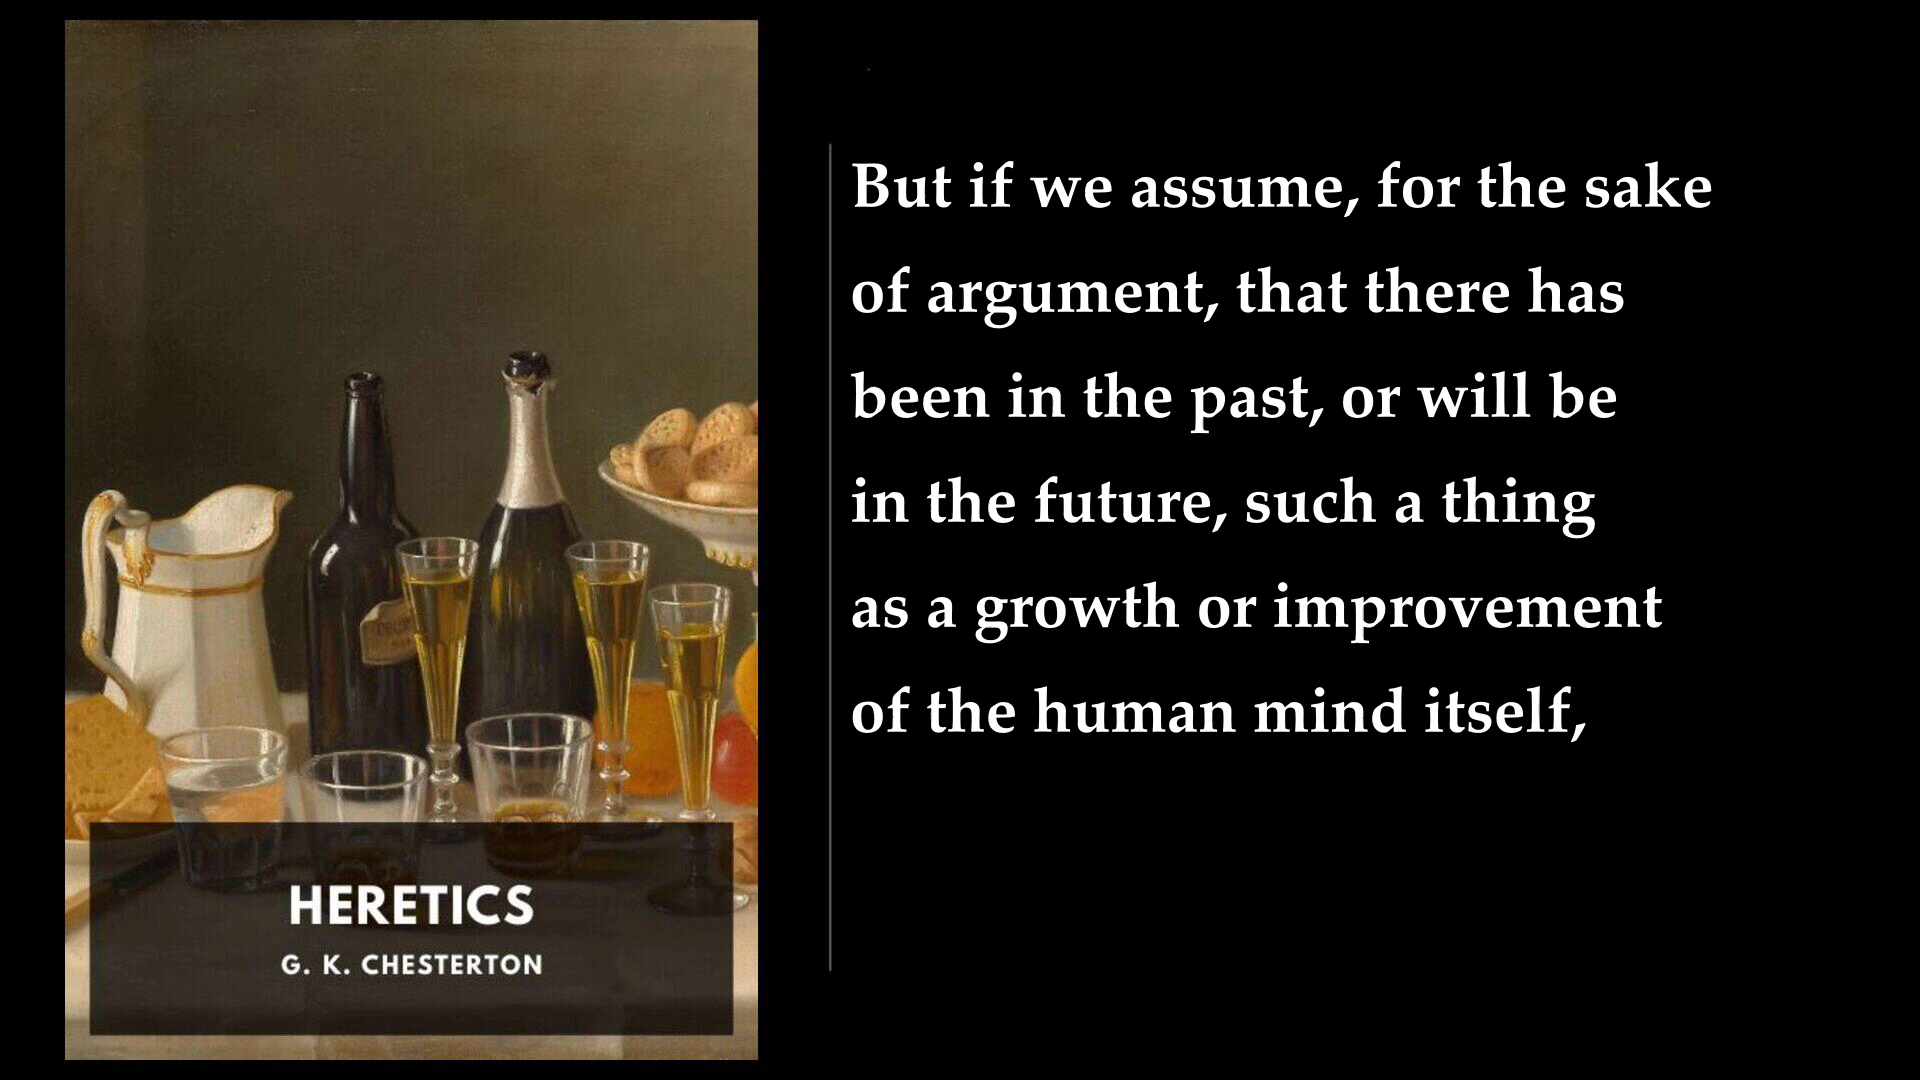 But if we assume, for the sake
of argument, that there has
been in the past, or will be
in the future, such a thing
as a growth or improvement
of the human mind itself,
HERETICS
G. K. CHESTERTON